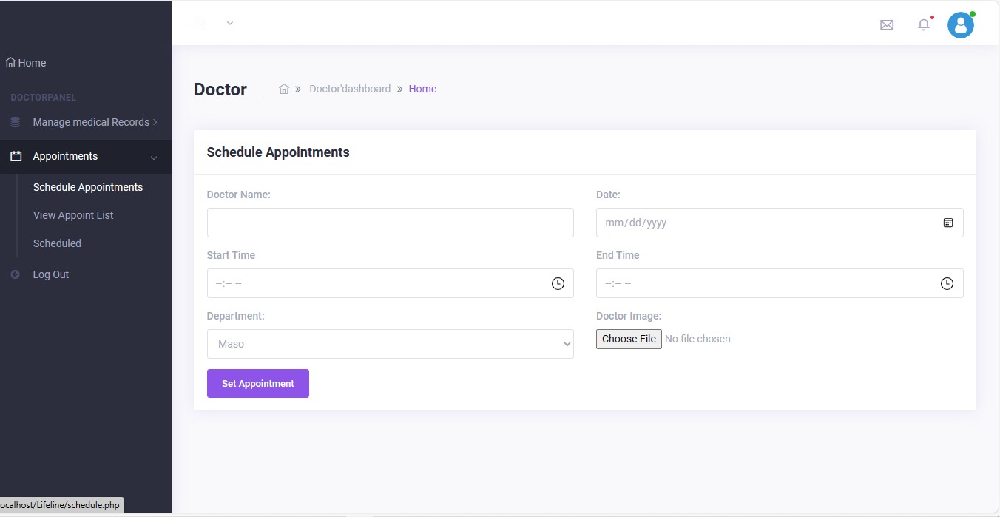 Home
DOCTORPANEL
Manage medical Records
Appointments
Schedule Appointments
View Appoint List
Scheduled
Log Out
Doctor
Doctor'dashboard
Home
Schedule Appointments
Doctor Name:
Date:
mm/dd/yyyy
Start Time
End Time
--:-- --
--:-- --
Department:
Doctor Image:
Maso
Choose File No file chosen
Set Appointment
ocalhost/Lifeline/schedule.php